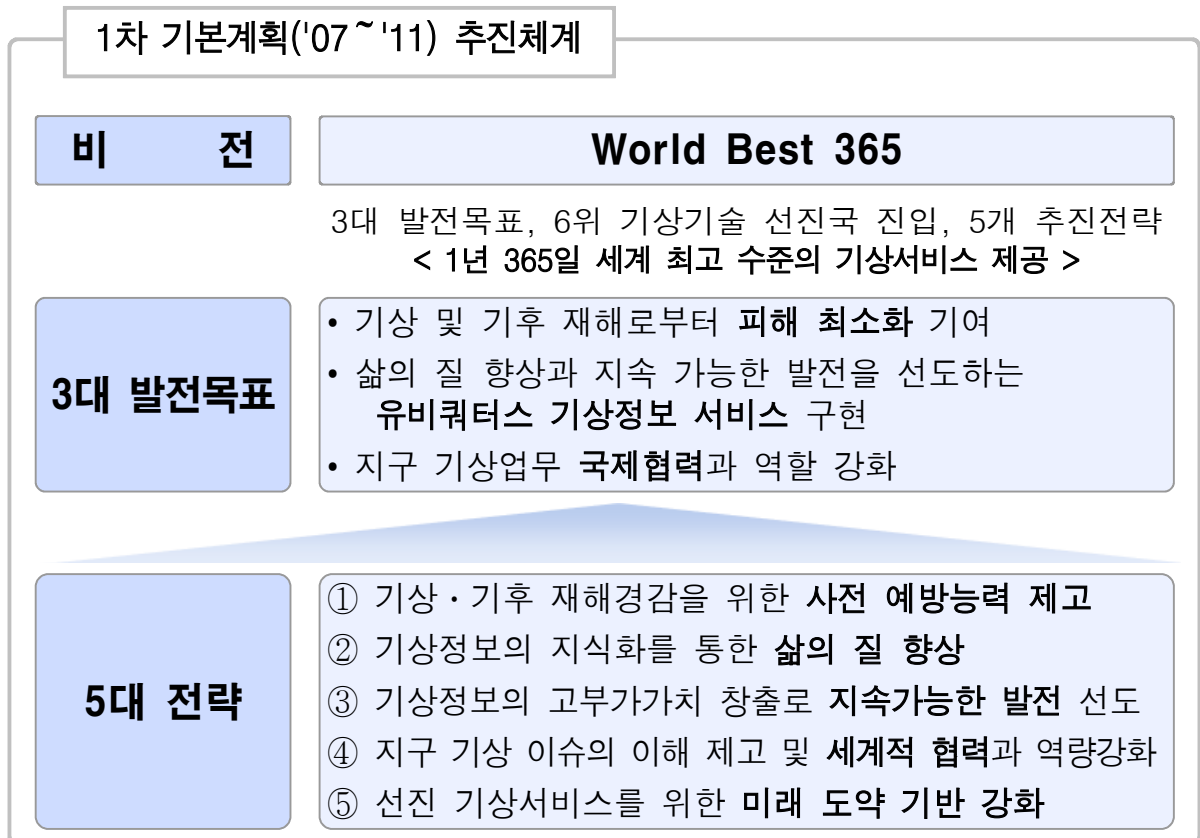 1차 기본계획('07~'11) 추진체계
비 전
World Best 365
3대 발전목표, 6위 기상기술 선진국 진입, 5개 추진전략
< 1년 365일 세계 최고 수준의 기상서비스 제공 >
3대 발전목표
• 기상 및 기후 재해로부터 피해 최소화 기여
• 삶의 질 향상과 지속 가능한 발전을 선도하는
유비쿼터스 기상정보 서비스 구현
• 지구 기상업무 국제협력과 역할 강화
5대 전략
① 기상·기후 재해경감을 위한 사전 예방능력 제고
② 기상정보의 지식화를 통한 삶의 질 향상
③ 기상정보의 고부가가치 창출로 지속가능한 발전 선도
④ 지구 기상 이슈의 이해 제고 및 세계적 협력과 역량강화
⑤ 선진 기상서비스를 위한 미래 도약 기반 강화